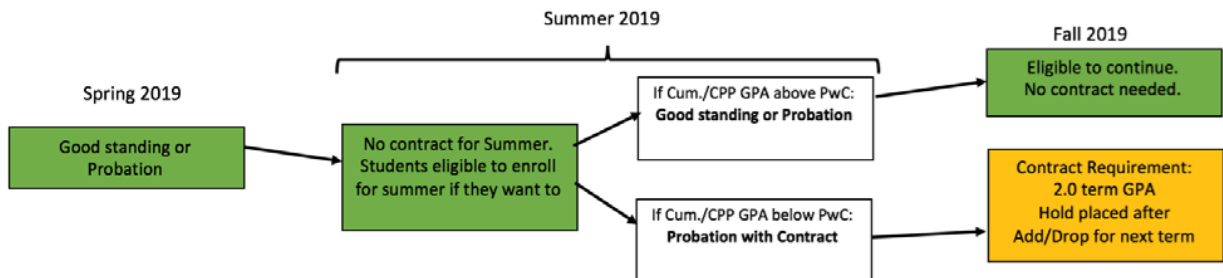 Summer 2019
Fall 2019
Spring 2019
Good standing or
Probation
No contract for Summer.
Students eligible to enroll
for summer if they want to
If Cum./CPP GPA above PwC:
Good standing or Probation
If Cum./CPP GPA below PwC:
Probation with Contract
Eligible to continue.
No contract needed.
Contract Requirement:
2.0 term GPA
Hold placed after
Add/Drop for next term